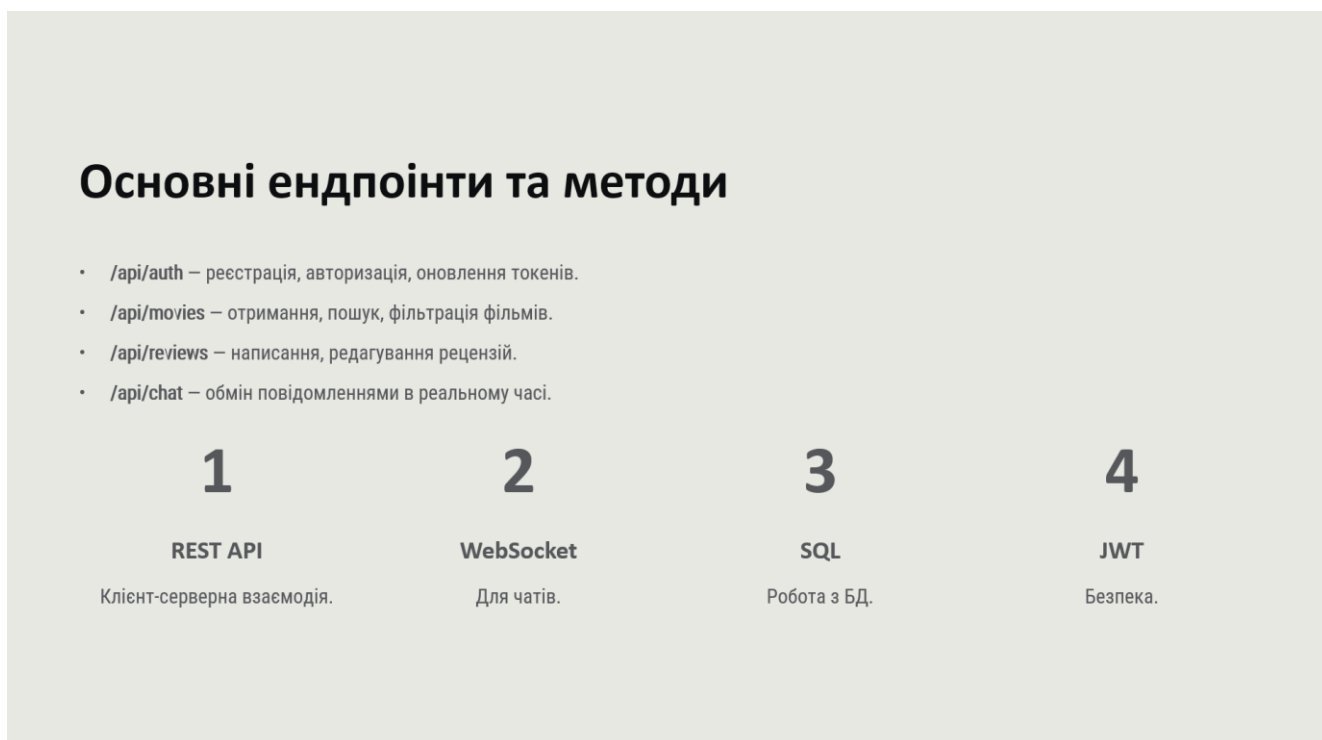 Основні ендпоінти та методи
• /api/auth — реєстрація, авторизація, оновлення токенів.
• /api/movies — отримання, пошук, фільтрація фільмів.
• /api/reviews — написання, редагування рецензій.
• /api/chat — обмін повідомленнями в реальному часі.
1 2 3 4
REST API WebSocket SQL JWT
Клієнт-серверна взаємодія. Для чатів. Робота з БД. Безпека.